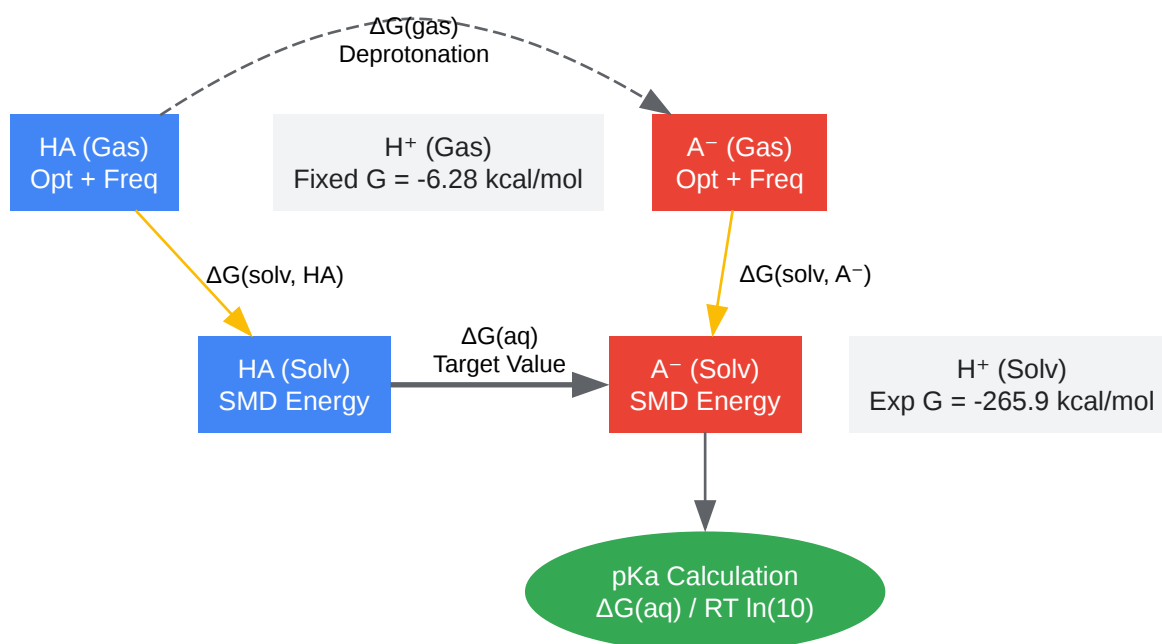 ΔG(gas)
Deprotonation
HA (Gas)
Opt + Freq
H⁺ (Gas)
Fixed G = -6.28 kcal/mol
A⁻ (Gas)
Opt + Freq
ΔG(solv, HA)
ΔG(solv, A⁻)
ΔG(aq)
Target Value
HA (Solv)
SMD Energy
A⁻ (Solv)
SMD Energy
H⁺ (Solv)
Exp G = -265.9 kcal/mol
pKa Calculation
ΔG(aq) / RT ln(10)